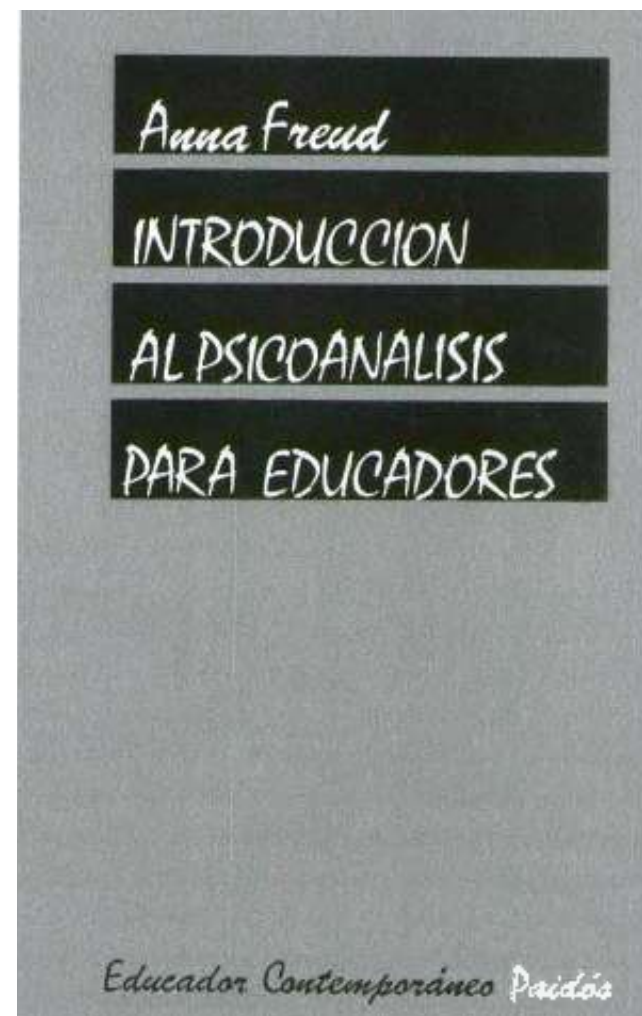 Anna Freud
INTRODUCCION
AL PSICOANALISIS
PARA EDUCADORES
Educador Contemporáneo Paidós